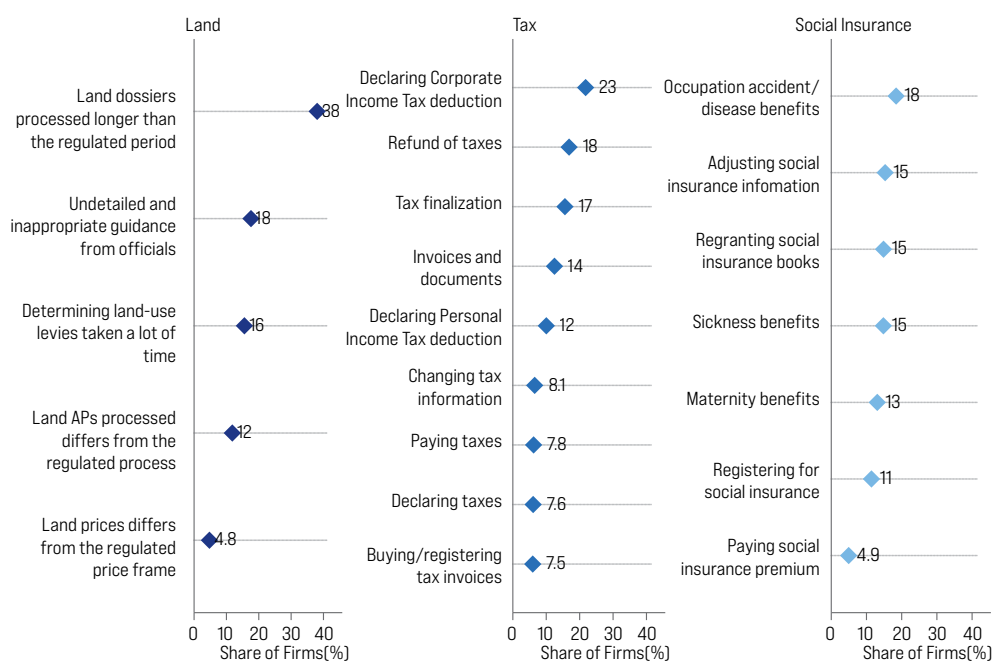 Land
Land dossiers
processed longer than
the regulated period
38
Undetailed and
inappropriate guidance
from officials
18
Determining land-use
levies taken a lot of
time
16
Land APs processed
differs from the
regulated process
12
Land prices differs
from the regulated
price frame
4.8
0 10 20 30 40
Share of Firms(%)
Tax
Declaring Corporate
Income Tax deduction
23
Refund of taxes
18
Tax finalization
17
Invoices and
documents
14
Declaring Personal
Income Tax deduction
12
Changing tax
information
8.1
Paying taxes
7.8
Declaring taxes
7.6
Buying/registering
tax invoices
7.5
0 10 20 30 40
Share of Firms(%)
Social Insurance
Occupation accident/
disease benefits
18
Adjusting social
insurance infomation
15
Regranting social
insurance books
15
Sickness benefits
15
Maternity benefits
13
Registering for
social insurance
11
Paying social
insurance premium
4.9
0 10 20 30 40
Share of Firms(%)